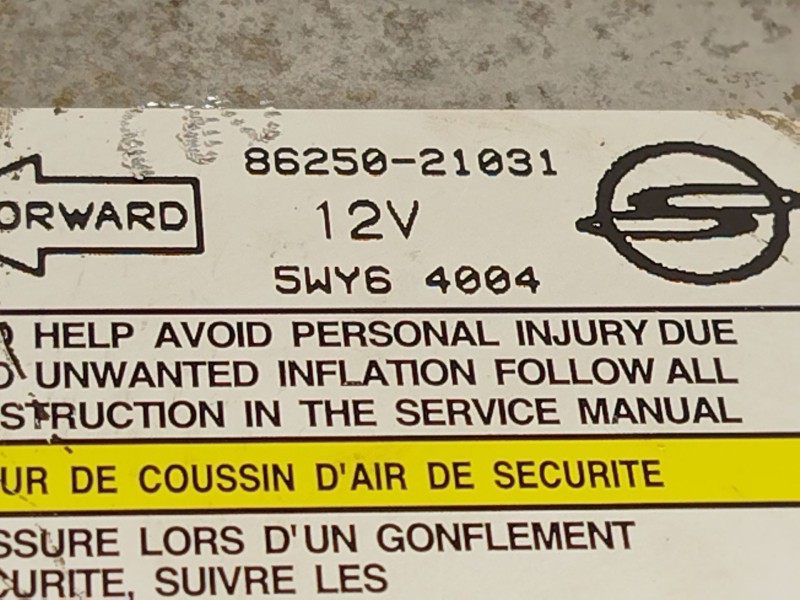 86250-21031
ORWARD
12V
5WY6 4004
HELP AVOID PERSONAL INJURY DUE
UNWANTED INFLATION FOLLOW ALL
STRUCTION IN THE SERVICE MANUAL
UR DE COUSSIN D'AIR DE SECURITE
SSURE LORS D'UN GONFLEMENT
CURITE, SUIVRE LES